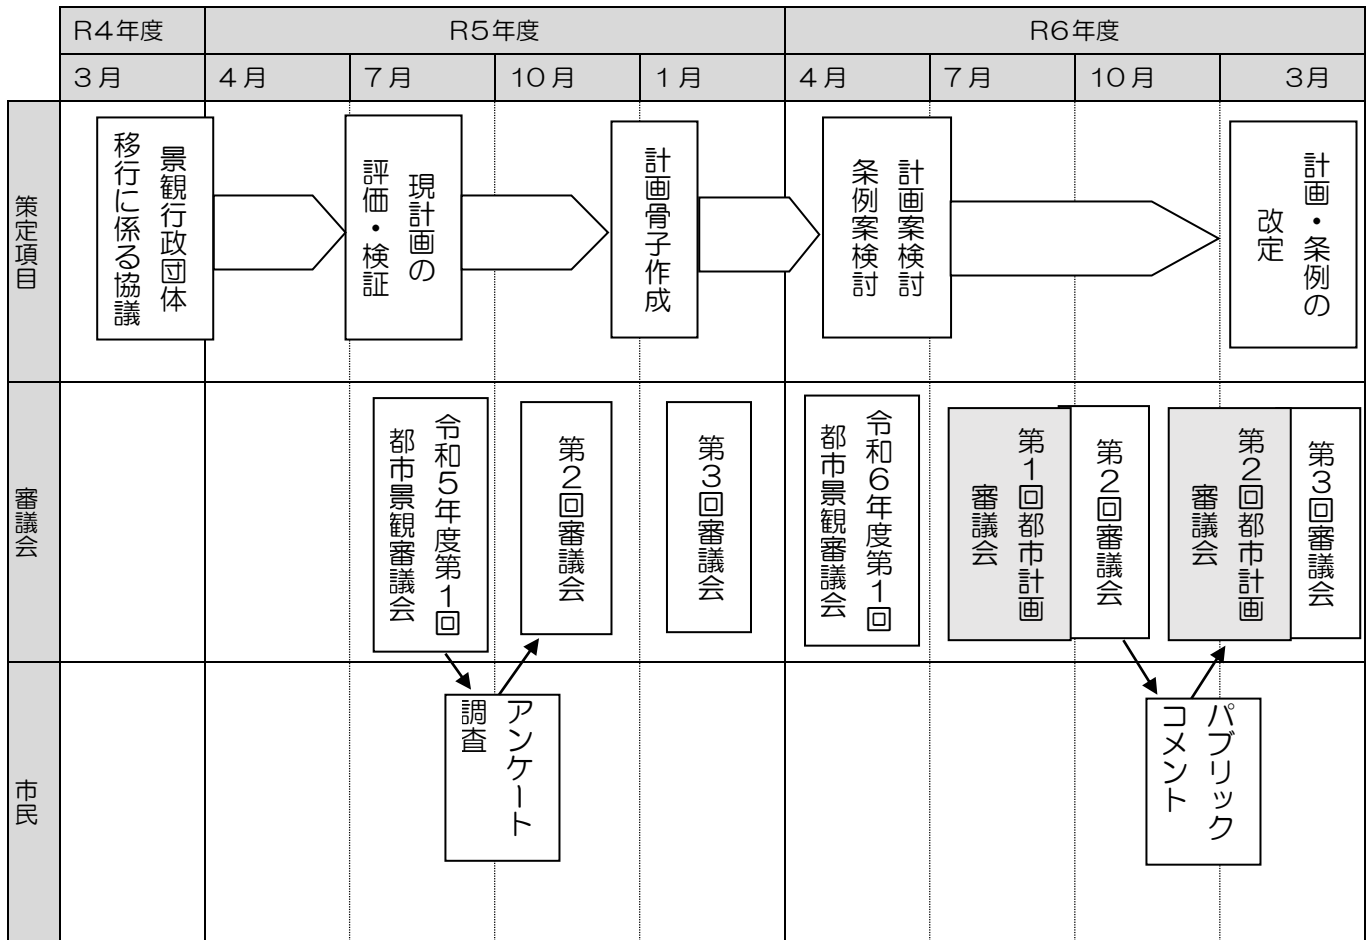 R4年度
R5年度
R6年度
3月
4月
7月
10月
1月
4月
7月
10月
3月
策定項目
景観行政団体
移行に係る協議
現計画の
評価・検証
計画骨子作成
計画案検討
条例案検討
計画・条例の
改定
審議会
令和5年度第1回
都市景観審議会
第2回審議会
第3回審議会
令和6年度第1回
都市景観審議会
第1回都市計画
審議会
第2回審議会
第2回都市計画
審議会
第3回審議会
市民
アンケート
調査
パブリック
コメント